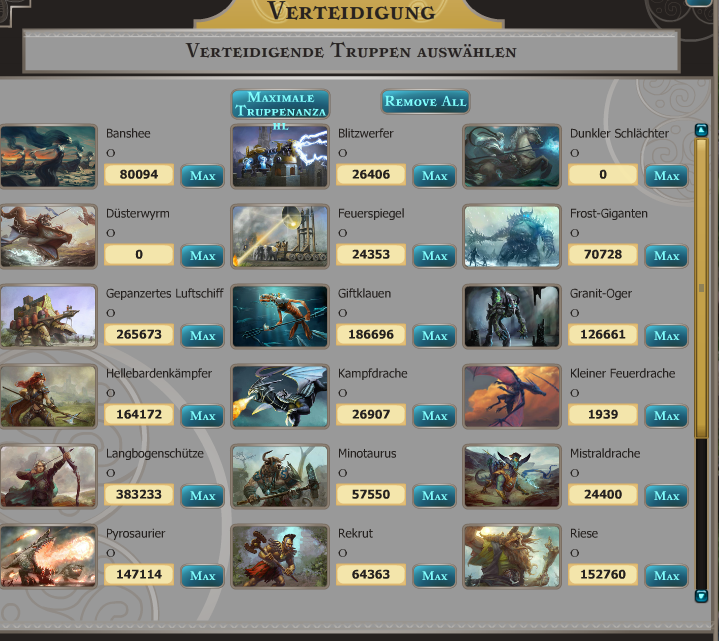 Verteidigung
Verteidigende Truppen auswählen
Maximale
Truppenanza
hl
Remove All
Banshee
0
80094
Max
Blitzwerfer
0
26406
Max
Dunkler Schlächter
0
0
Max
Düsterwyrm
0
0
Max
Feuerspiegel
0
24353
Max
Frost-Giganten
0
70728
Max
Gepanzertes Luftschiff
0
265673
Max
Giftklauen
0
186696
Max
Granit-Oger
0
126661
Max
Hellebardenkämpfer
0
164172
Max
Kampfdrache
0
26907
Max
Kleiner Feuerdrache
0
1939
Max
Langbogenschütze
0
383233
Max
Minotaurus
0
57550
Max
Mistraldrache
0
24400
Max
Pyrosaurier
0
147114
Max
Rekrut
0
64363
Max
Riese
0
152760
Max